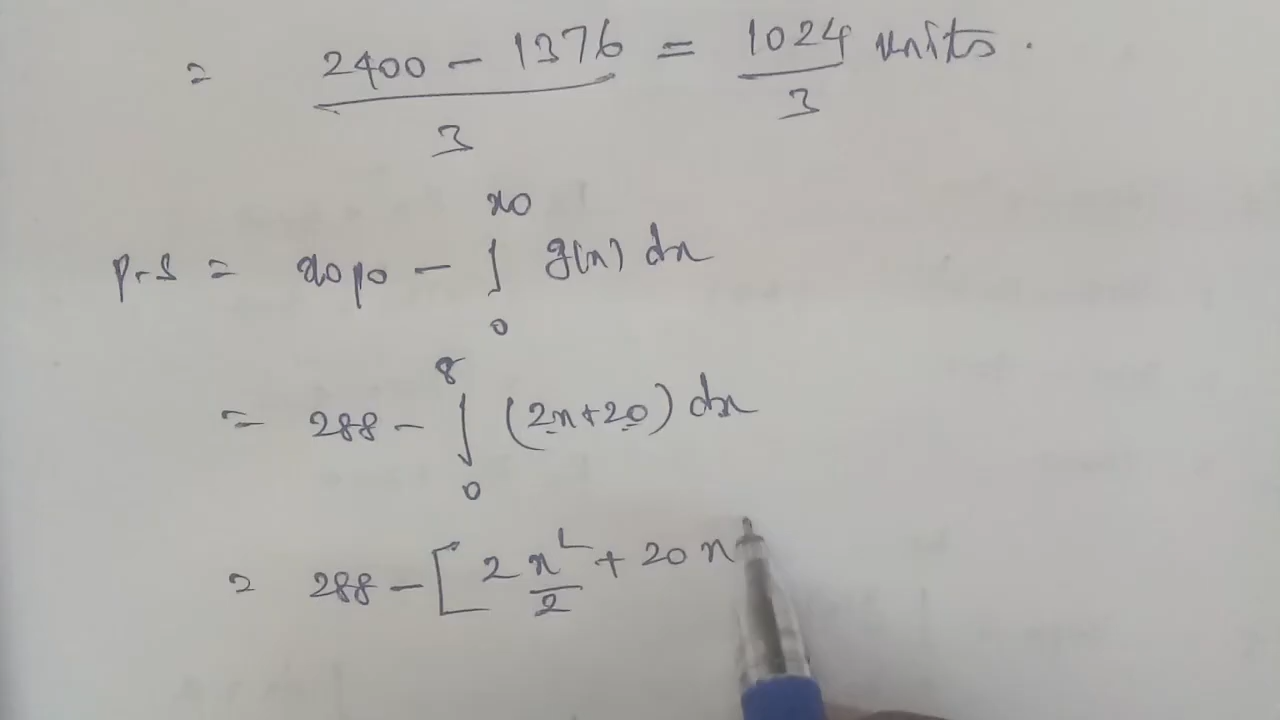 = 2400 - 1376 / 3 = 1024 / 3 units.
P.S = x0p0 - ∫0^x0 g(x) dx
= 288 - ∫0^8 (2x+20) dx
= 288 - [ 2 x^2 / 2 + 20 x